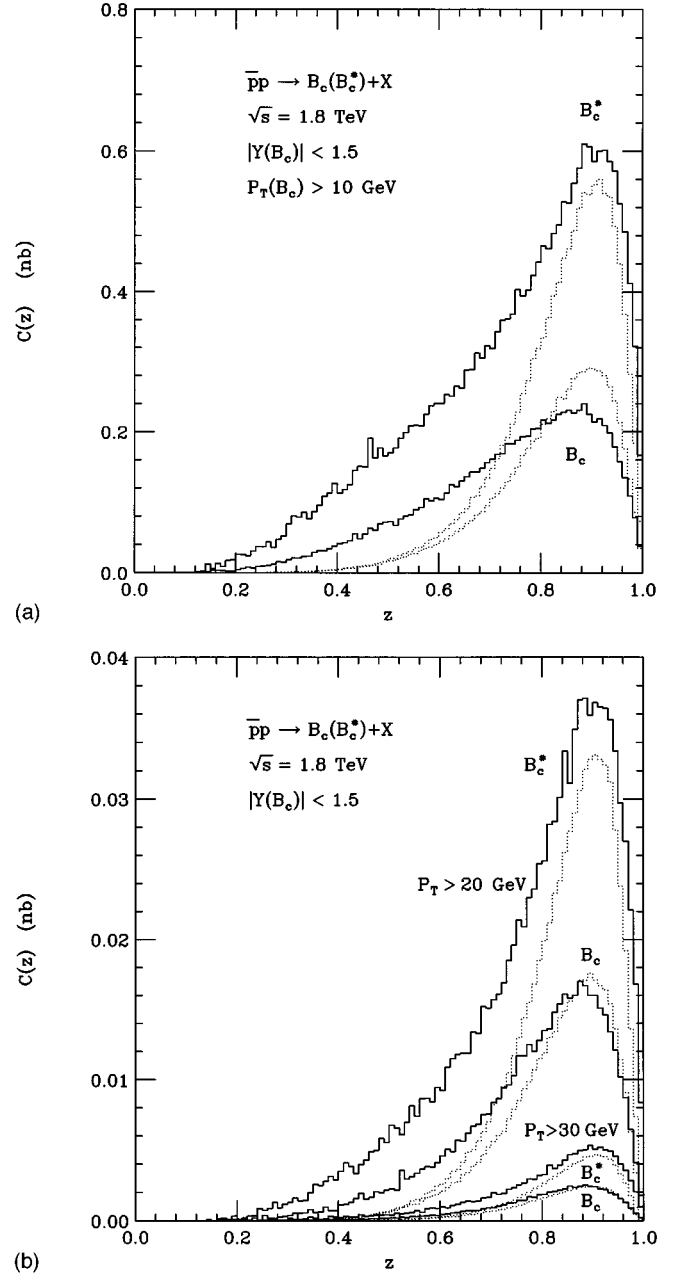 0.8
p̅p → B_c(B_c^*)+X
√s = 1.8 TeV
|Y(B_c)| < 1.5
P_T(B_c) > 10 GeV
B_c^*
0.6
C(z) (nb)
0.4
0.2
B_c
0.0
0.0 0.2 0.4 0.6 0.8 1.0
z
(a)
0.04
p̅p → B_c(B_c^*)+X
√s = 1.8 TeV
|Y(B_c)| < 1.5
B_c^*
0.03
P_T > 20 GeV
C(z) (nb)
0.02
B_c
0.01
P_T>30 GeV
B_c^*
B_c
0.00
0.0 0.2 0.4 0.6 0.8 1.0
z
(b)